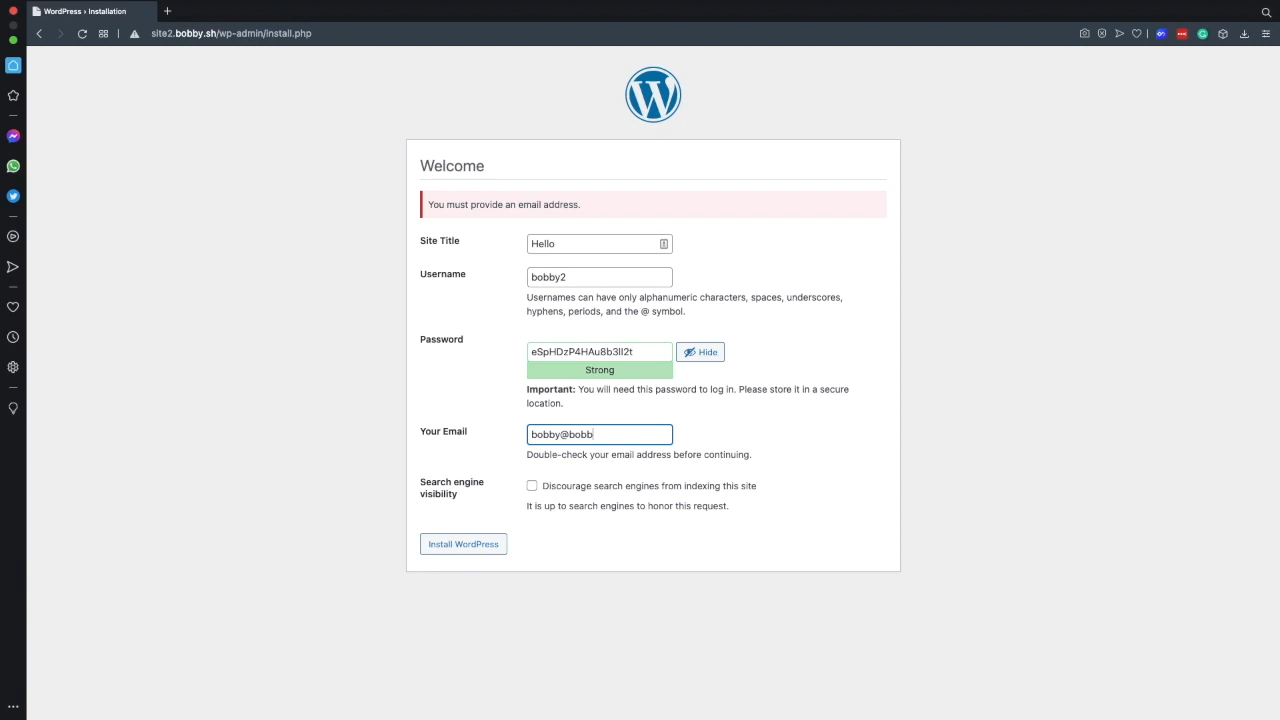 WordPress › Installation
site2.bobby.sh/wp-admin/install.php
Welcome
You must provide an email address.
Site Title
Hello
Username
bobby2
Usernames can have only alphanumeric characters, spaces, underscores,
hyphens, periods, and the @ symbol.
Password
eSpHDzP4HAu8b3lI2t
Hide
Strong
Important: You will need this password to log in. Please store it in a secure
location.
Your Email
bobby@bobb
Double-check your email address before continuing.
Search engine
visibility
Discourage search engines from indexing this site
It is up to search engines to honor this request.
Install WordPress